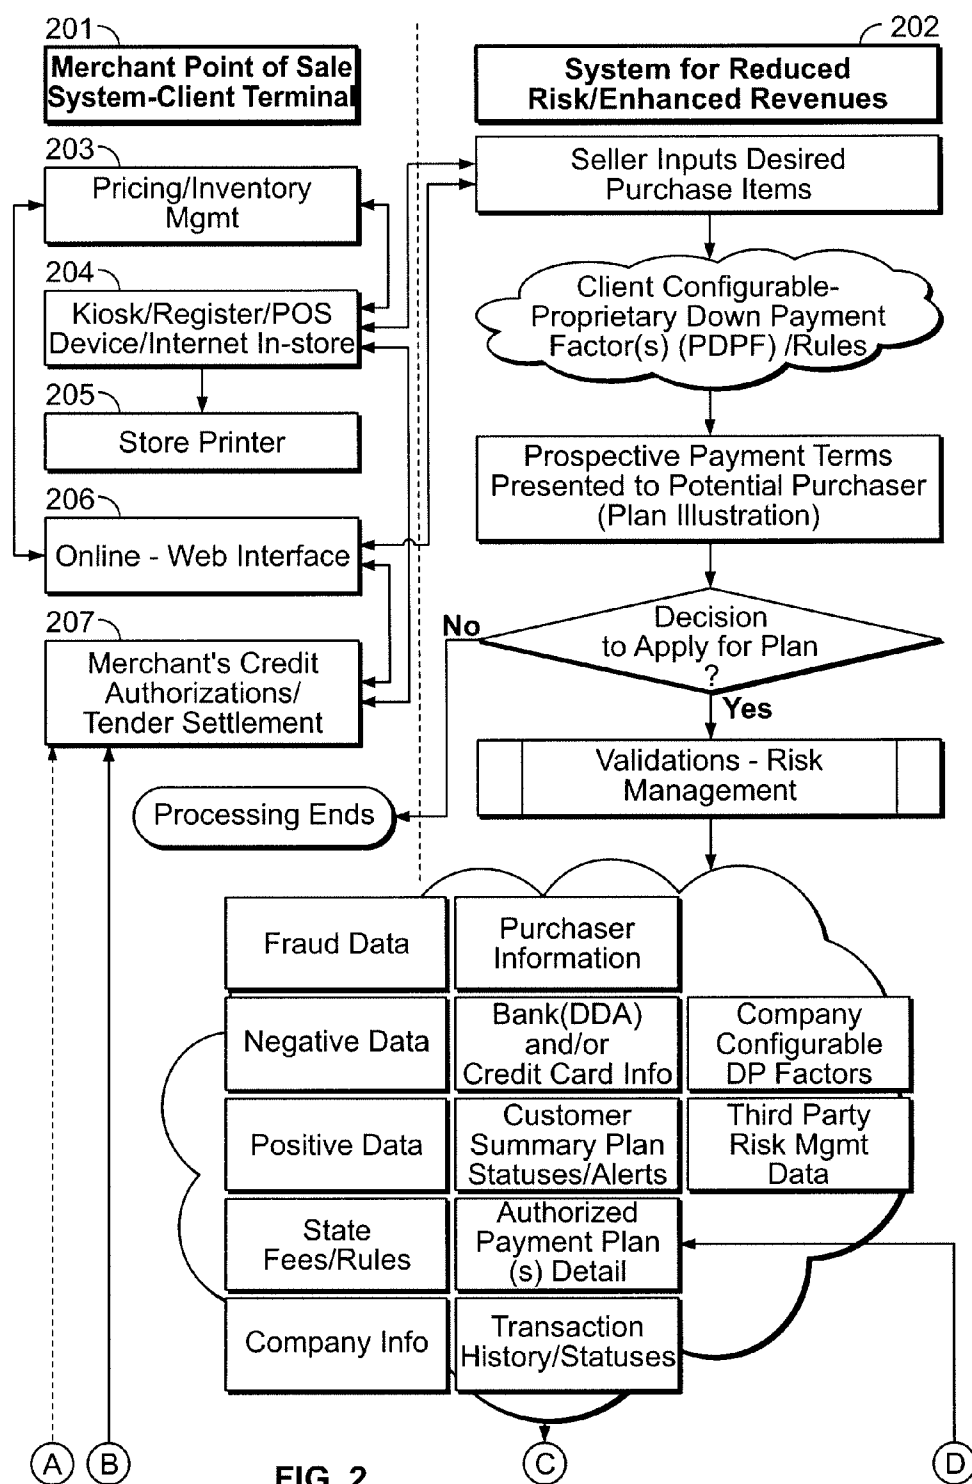 201
Merchant Point of Sale
System-Client Terminal
203
Pricing/Inventory
Mgmt
204
Kiosk/Register/POS
Device/Internet In-store
205
Store Printer
206
Online - Web Interface
207
Merchant's Credit
Authorizations/
Tender Settlement
202
System for Reduced
Risk/Enhanced Revenues
Seller Inputs Desired
Purchase Items
Client Configurable-
Proprietary Down Payment
Factor(s) (PDPF) /Rules
Prospective Payment Terms
Presented to Potential Purchaser
(Plan Illustration)
Decision
to Apply for Plan
?
No
Yes
Validations - Risk
Management
Processing Ends
Fraud Data
Purchaser
Information
Negative Data
Bank(DDA)
and/or
Credit Card Info
Company
Configurable
DP Factors
Positive Data
Customer
Summary Plan
Statuses/Alerts
Third Party
Risk Mgmt
Data
State
Fees/Rules
Authorized
Payment Plan
(s) Detail
Company Info
Transaction
History/Statuses
A
B
C
D
FIG. 2